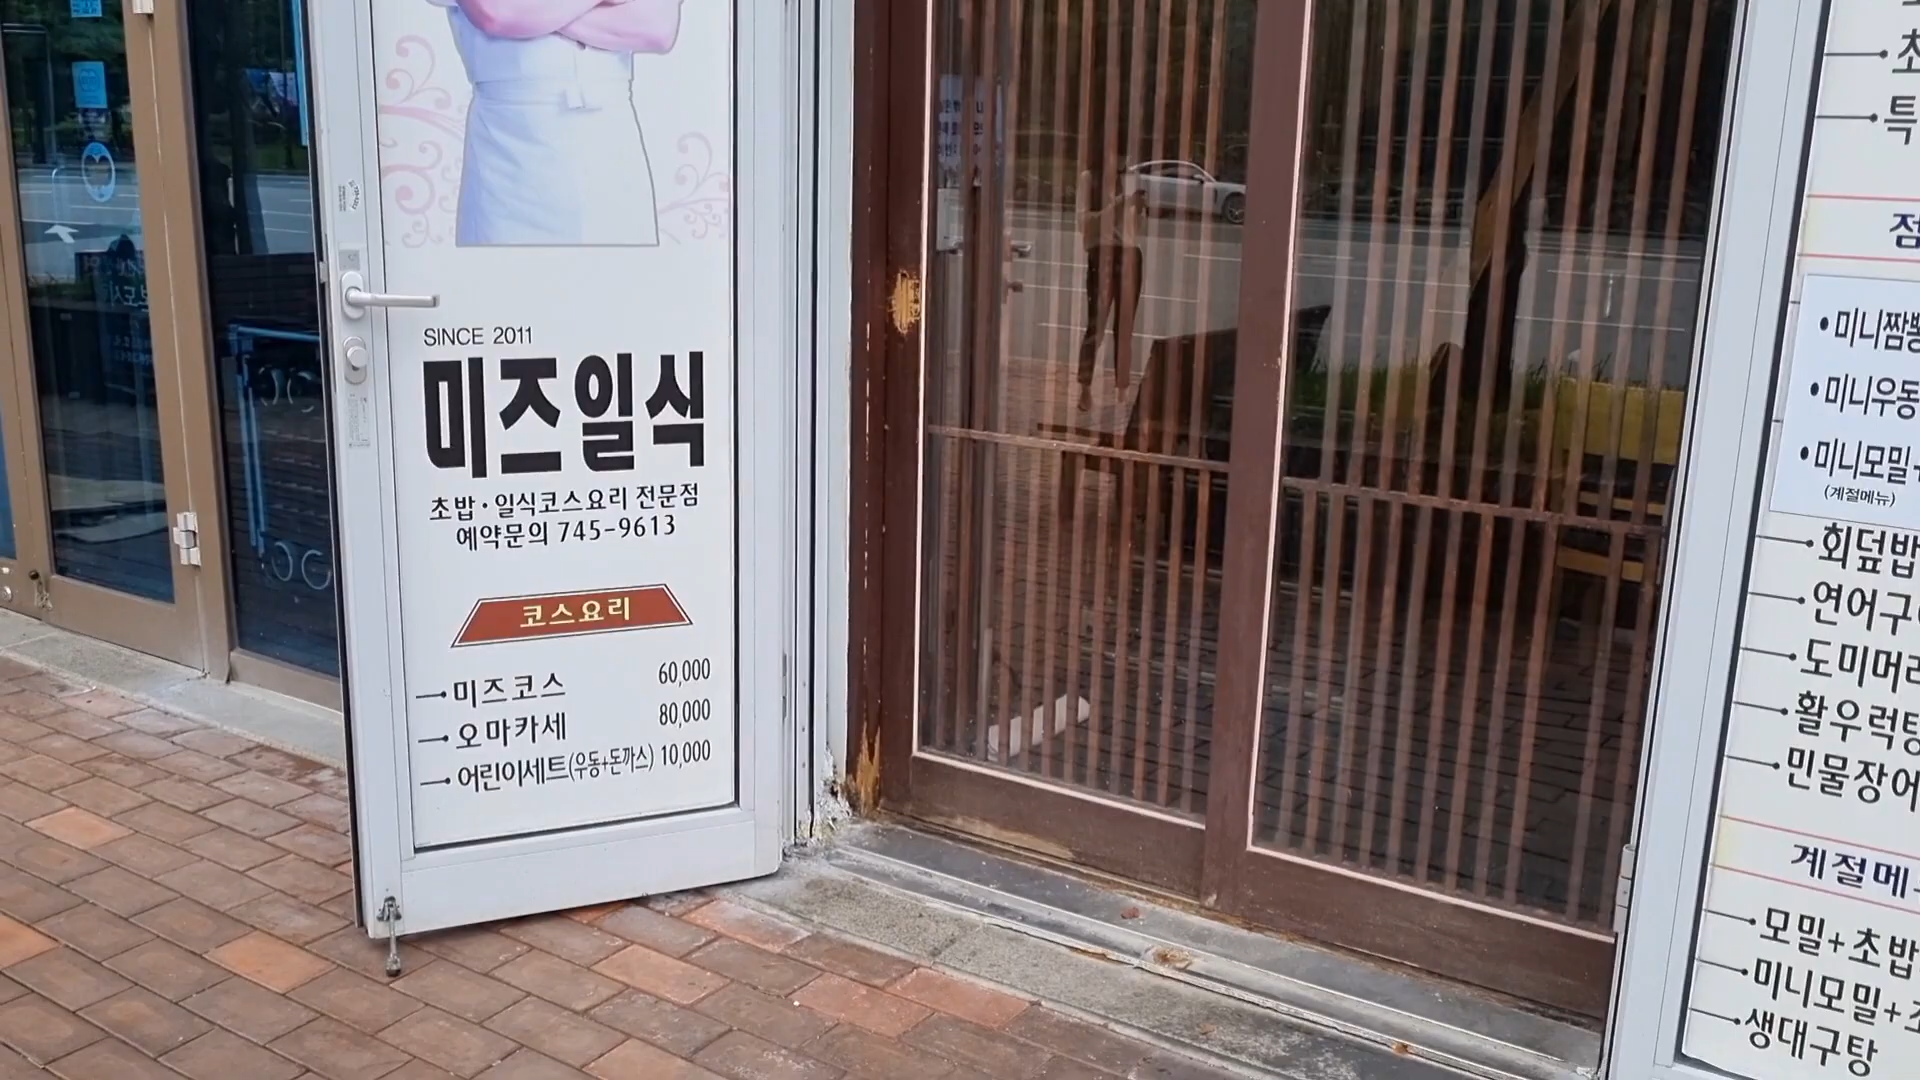 SINCE 2011
미즈일식
초밥·일식코스요리 전문점
예약문의 745-9613
코스요리
미즈코스 60,000
오마카세 80,000
어린이세트(우동+돈까스) 10,000
특
점
•미니짬뽕
•미니우동
•미니모밀+
(계절메뉴)
회덮밥
연어구이
도미머리
활우럭탕
민물장어
계절메뉴
모밀+초밥
미니모밀+초
생대구탕